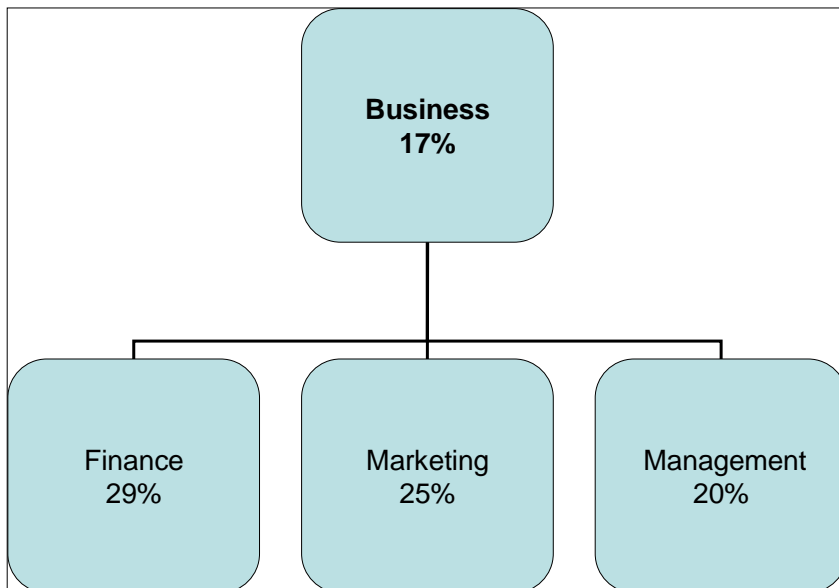 Business
17%
Finance
29%
Marketing
25%
Management
20%